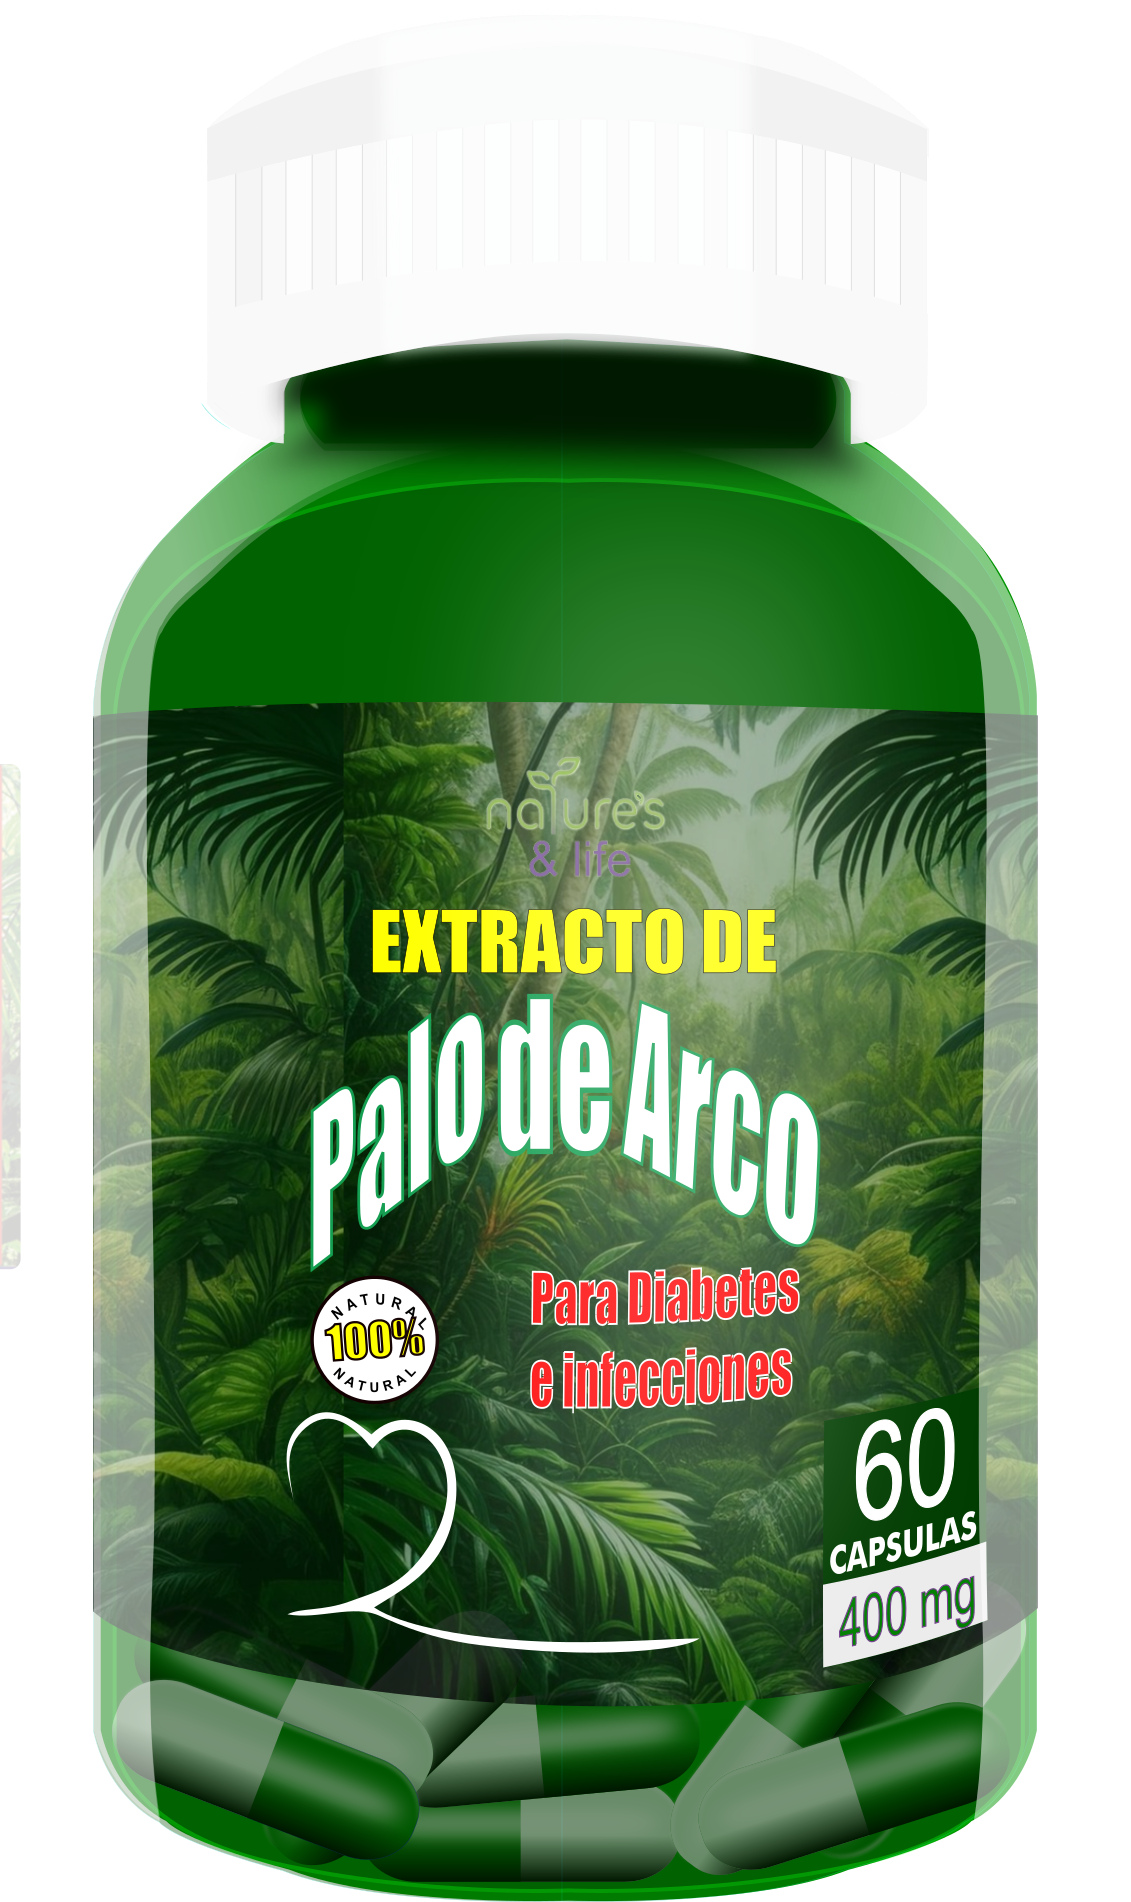 nature's
& life
EXTRACTO DE
Palo de Arco
Para Diabetes
e infecciones
NATURAL
100%
NATURAL
60
CAPSULAS
400 mg